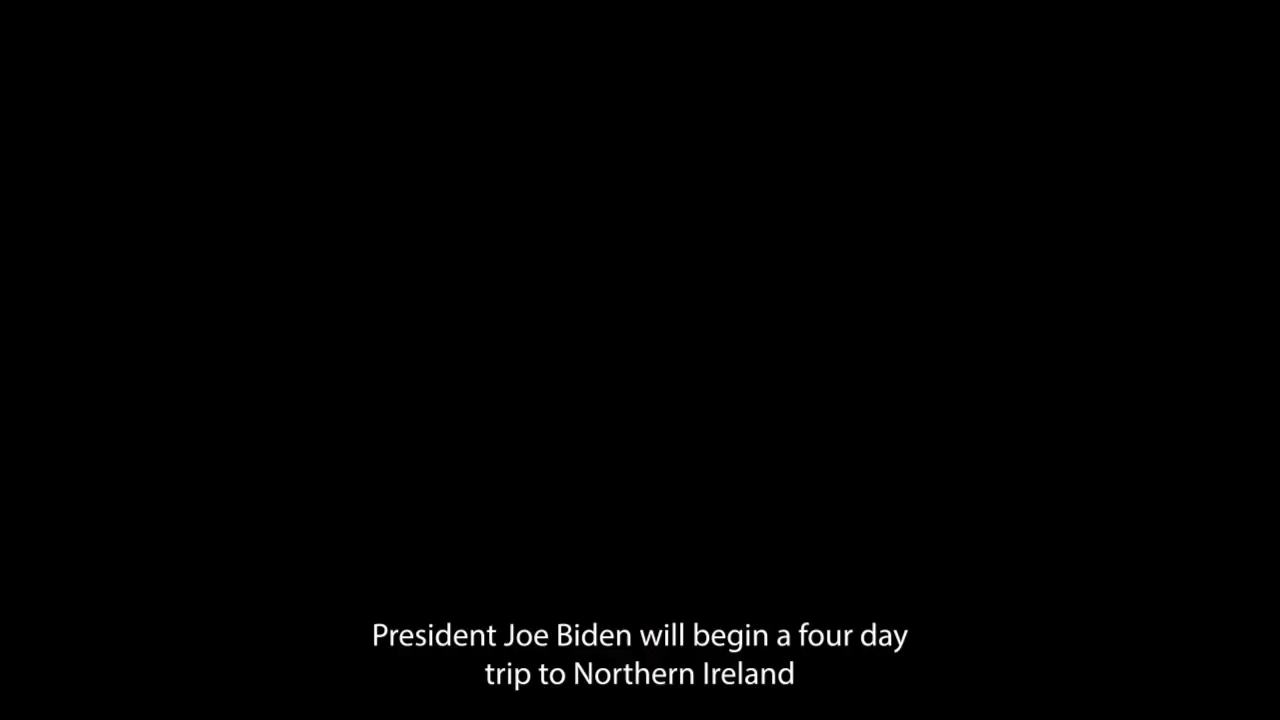 President Joe Biden will begin a four day
trip to Northern Ireland